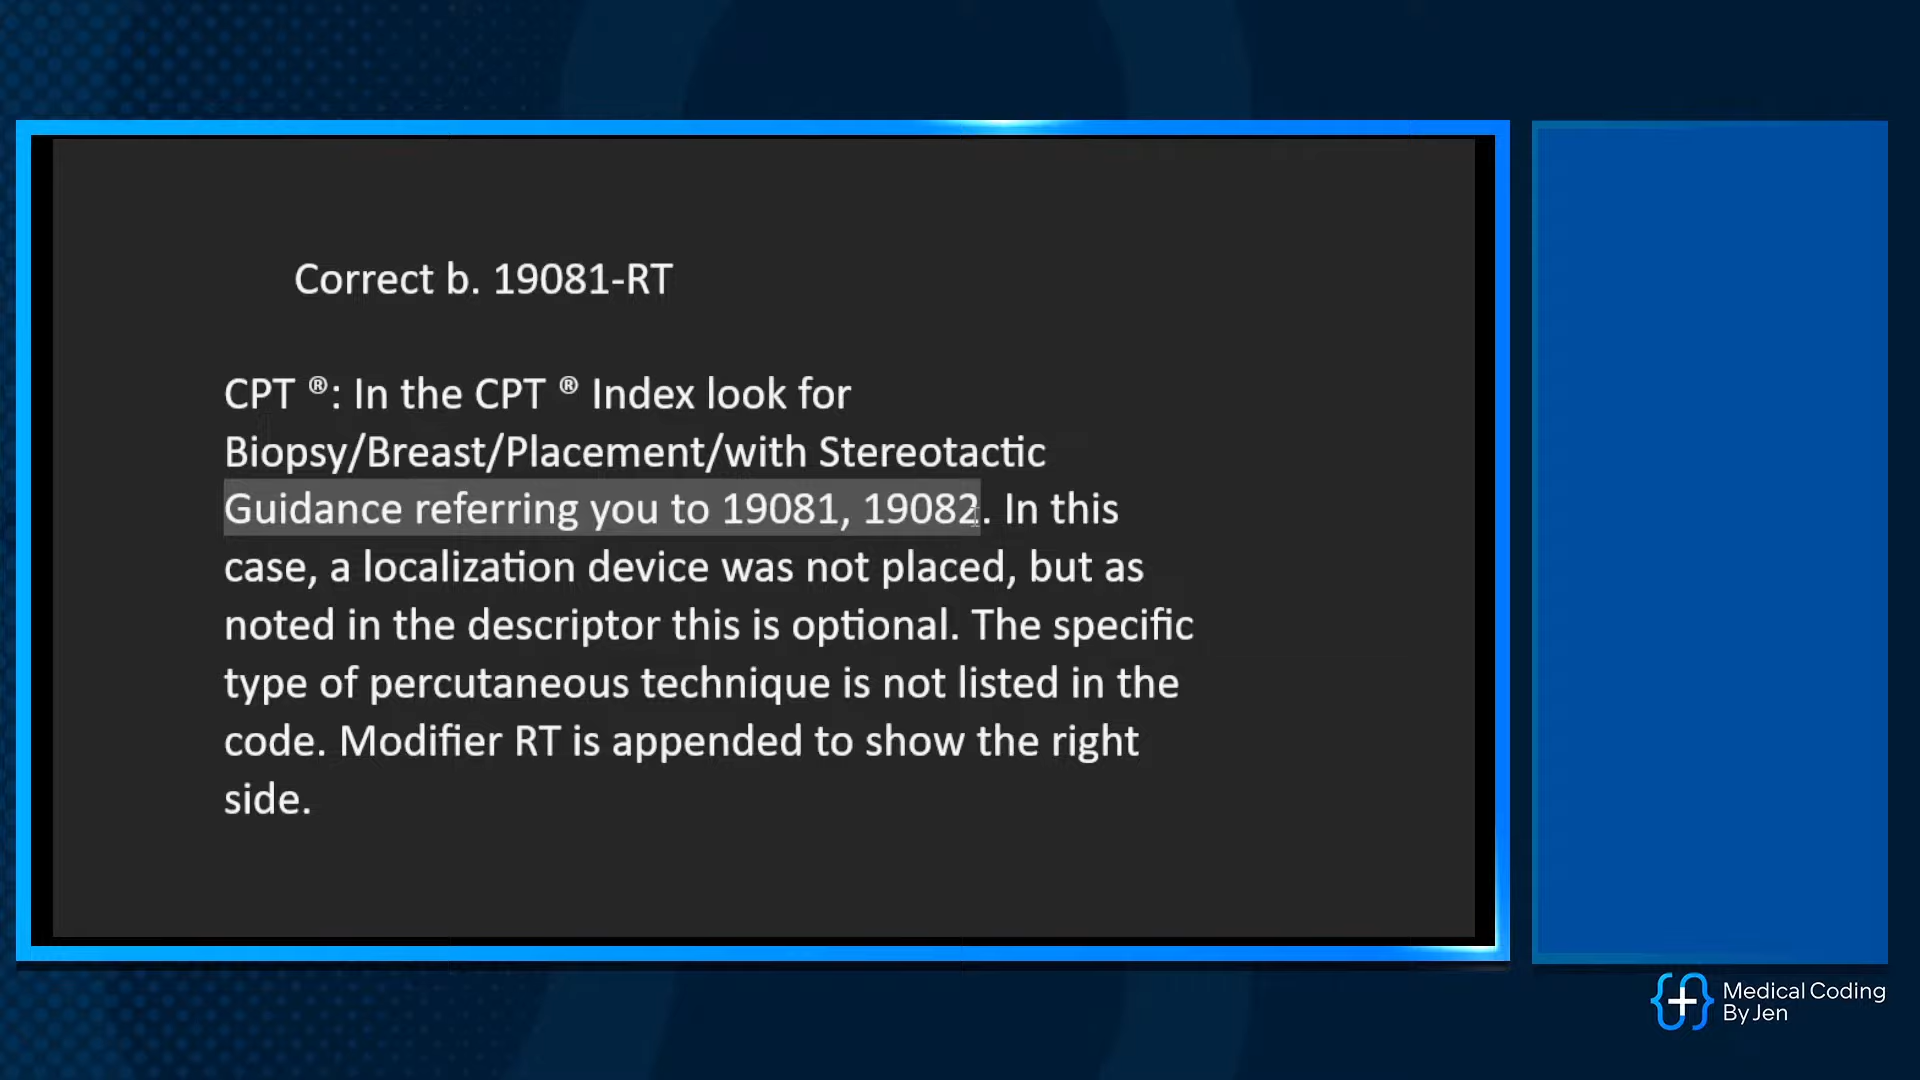 Correct b. 19081-RT
CPT ®: In the CPT ® Index look for
Biopsy/Breast/Placement/with Stereotactic
Guidance referring you to 19081, 19082. In this
case, a localization device was not placed, but as
noted in the descriptor this is optional. The specific
type of percutaneous technique is not listed in the
code. Modifier RT is appended to show the right
side.
Medical Coding
By Jen